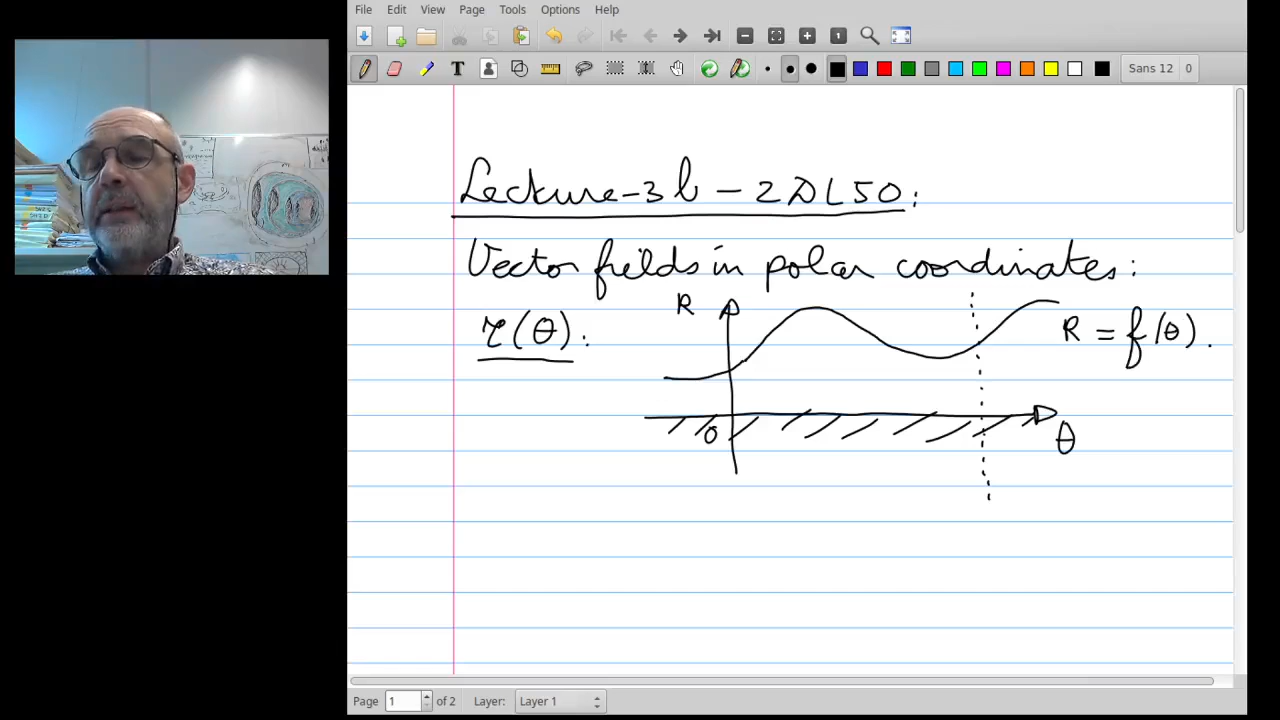 File Edit View Page Tools Options Help
Sans 12 0
Lecture-3b - 2DL50:
Vector fields in polar coordinates:
r(θ):
R
R = f(θ).
0
θ
Page 1 of 2 Layer: Layer 1